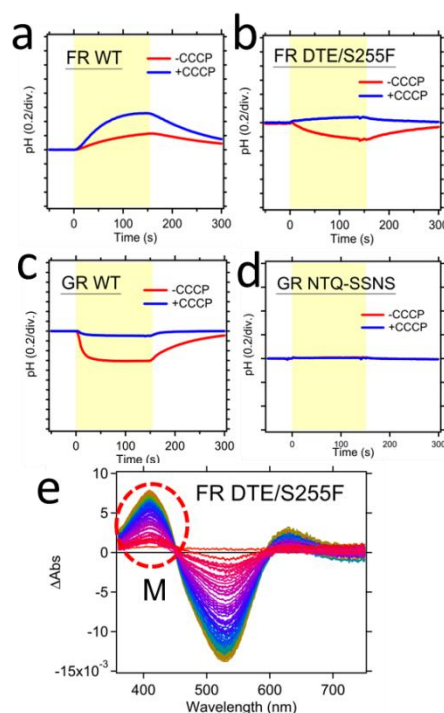 a
FR WT
-CCCP
+CCCP
pH (0.2/div.)
0 100 200 300
Time (s)
b
FR DTE/S255F
-CCCP
+CCCP
pH (0.2/div.)
0 100 200 300
Time (s)
c
GR WT
-CCCP
+CCCP
pH (0.2/div.)
0 100 200 300
Time (s)
d
GR NTQ-SSNS
-CCCP
+CCCP
pH (0.2/div.)
0 100 200 300
Time (s)
e
FR DTE/S255F
M
ΔAbs
10
5
0
-5
-10
-15x10⁻³
400 500 600 700
Wavelength (nm)